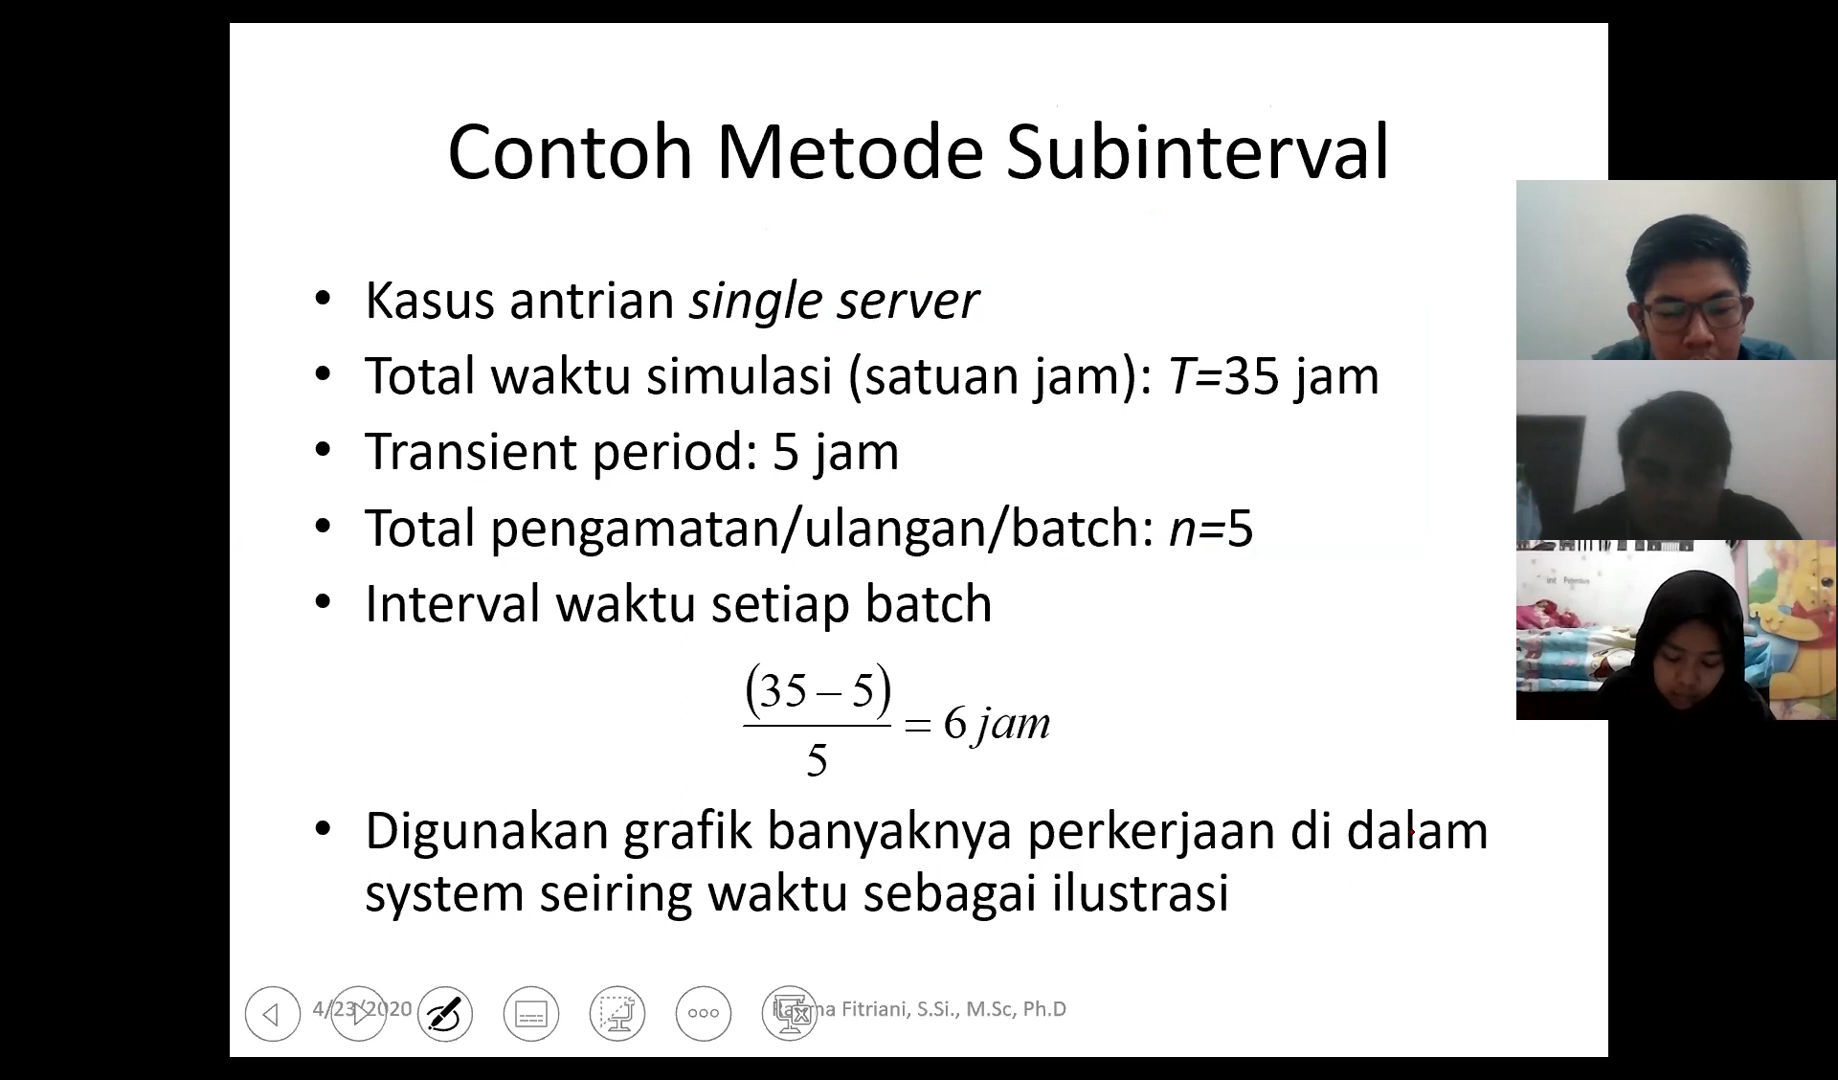 Contoh Metode Subinterval
• Kasus antrian single server
• Total waktu simulasi (satuan jam): T=35 jam
• Transient period: 5 jam
• Total pengamatan/ulangan/batch: n=5
• Interval waktu setiap batch
(35 – 5)
5
= 6 jam
• Digunakan grafik banyaknya perkerjaan di dalam
system seiring waktu sebagai ilustrasi
4/23/2020
Fitriani, S.Si., M.Sc, Ph.D